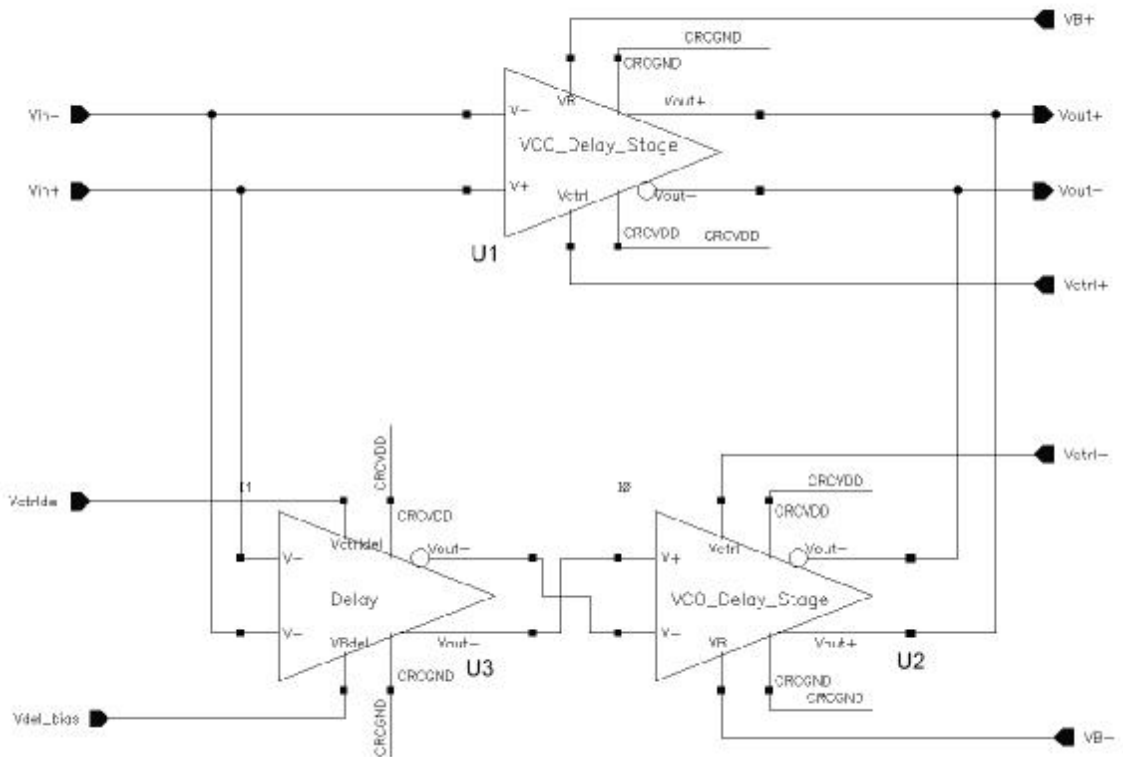 VB+
CRCGND
CRCGND
Vin-
V-
VB
Vout+
Vout+
VCC_Delay_Stage
Vin+
V+
Vctrl
Vout-
Vout-
CRCVDD
CRCVDD
U1
Vctrl+
CRCVDD
Vctrl-
CRCVDD
CRCVDD
CRCVDD
Vctrldel
Vout-
Vctrl
Vout-
V-
V+
Delay
VCO_Delay_Stage
V-
V-
VBdel
Vout-
VB
Vout+
U3
U2
CRCGND
CRCGND
CRCGND
CRCGND
Vdel_bias
VB-